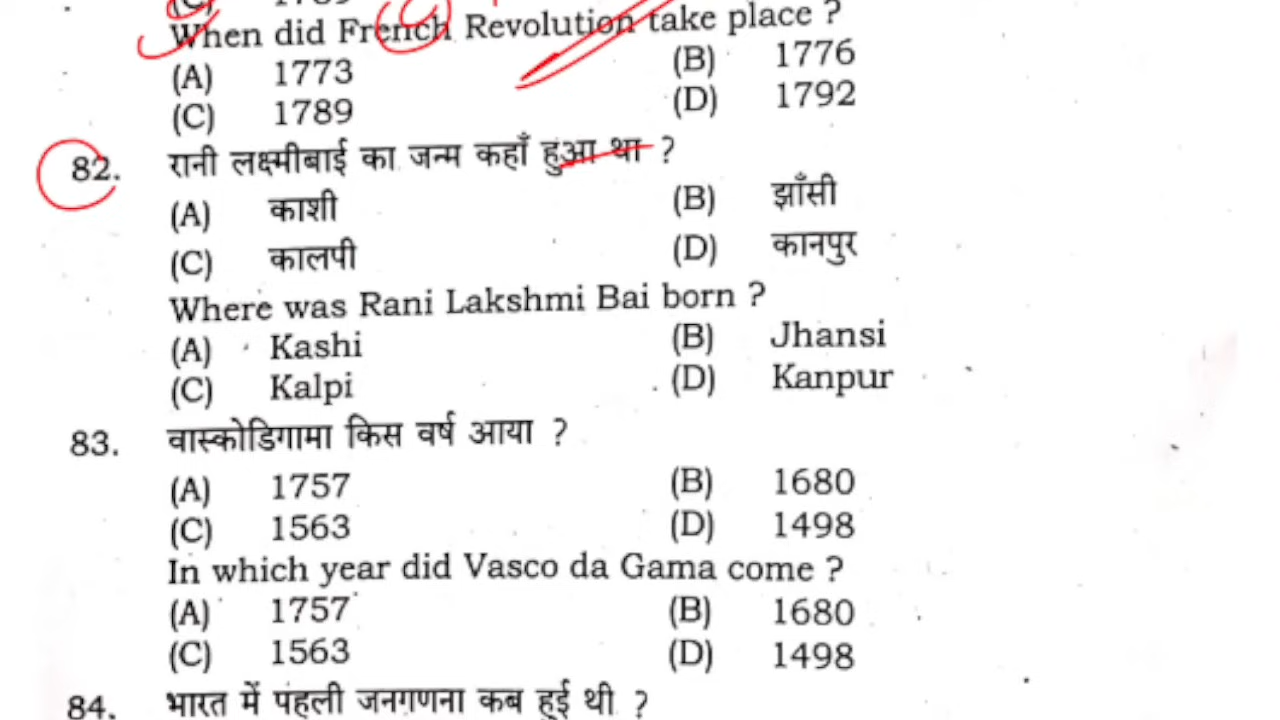 (C) 1789
When did French Revolution take place ?
(A) 1773 (B) 1776
(C) 1789 (D) 1792
82. रानी लक्ष्मीबाई का जन्म कहाँ हुआ था ?
(A) काशी (B) झाँसी
(C) कालपी (D) कानपुर
Where was Rani Lakshmi Bai born ?
(A) Kashi (B) Jhansi
(C) Kalpi (D) Kanpur
83. वास्कोडिगामा किस वर्ष आया ?
(A) 1757 (B) 1680
(C) 1563 (D) 1498
In which year did Vasco da Gama come ?
(A) 1757 (B) 1680
(C) 1563 (D) 1498
84. भारत में पहली जनगणना कब हुई थी ?